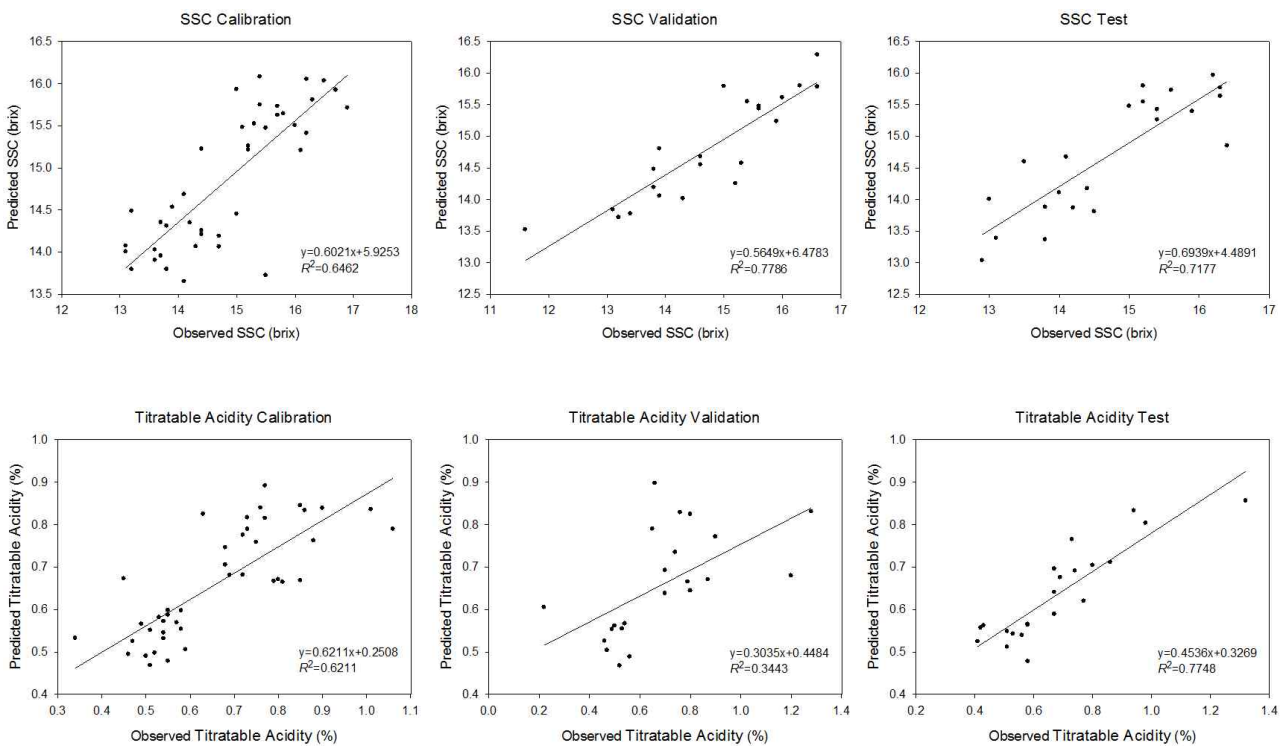 SSC Calibration
16.5
16.0
15.5
15.0
14.5
14.0
13.5
Predicted SSC (brix)
y=0.6021x+5.9253
R²=0.6462
12 13 14 15 16 17 18
Observed SSC (brix)
SSC Validation
16.5
16.0
15.5
15.0
14.5
14.0
13.5
13.0
12.5
Predicted SSC (brix)
y=0.5649x+6.4783
R²=0.7786
11 12 13 14 15 16 17
Observed SSC (brix)
SSC Test
16.5
16.0
15.5
15.0
14.5
14.0
13.5
13.0
12.5
Predicted SSC (brix)
y=0.6939x+4.4891
R²=0.7177
12 13 14 15 16 17
Observed SSC (brix)
Titratable Acidity Calibration
1.0
0.9
0.8
0.7
0.6
0.5
0.4
Predicted Titratable Acidity (%)
y=0.6211x+0.2508
R²=0.6211
0.3 0.4 0.5 0.6 0.7 0.8 0.9 1.0 1.1
Observed Titratable Acidity (%)
Titratable Acidity Validation
1.0
0.9
0.8
0.7
0.6
0.5
0.4
Predicted Titratable Acidity (%)
y=0.3035x+0.4484
R²=0.3443
0.0 0.2 0.4 0.6 0.8 1.0 1.2 1.4
Observed Titratable Acidity (%)
Titratable Acidity Test
1.0
0.9
0.8
0.7
0.6
0.5
0.4
Predicted Titratable Acidity (%)
y=0.4536x+0.3269
R²=0.7748
0.2 0.4 0.6 0.8 1.0 1.2 1.4
Observed Titratable Acidity (%)